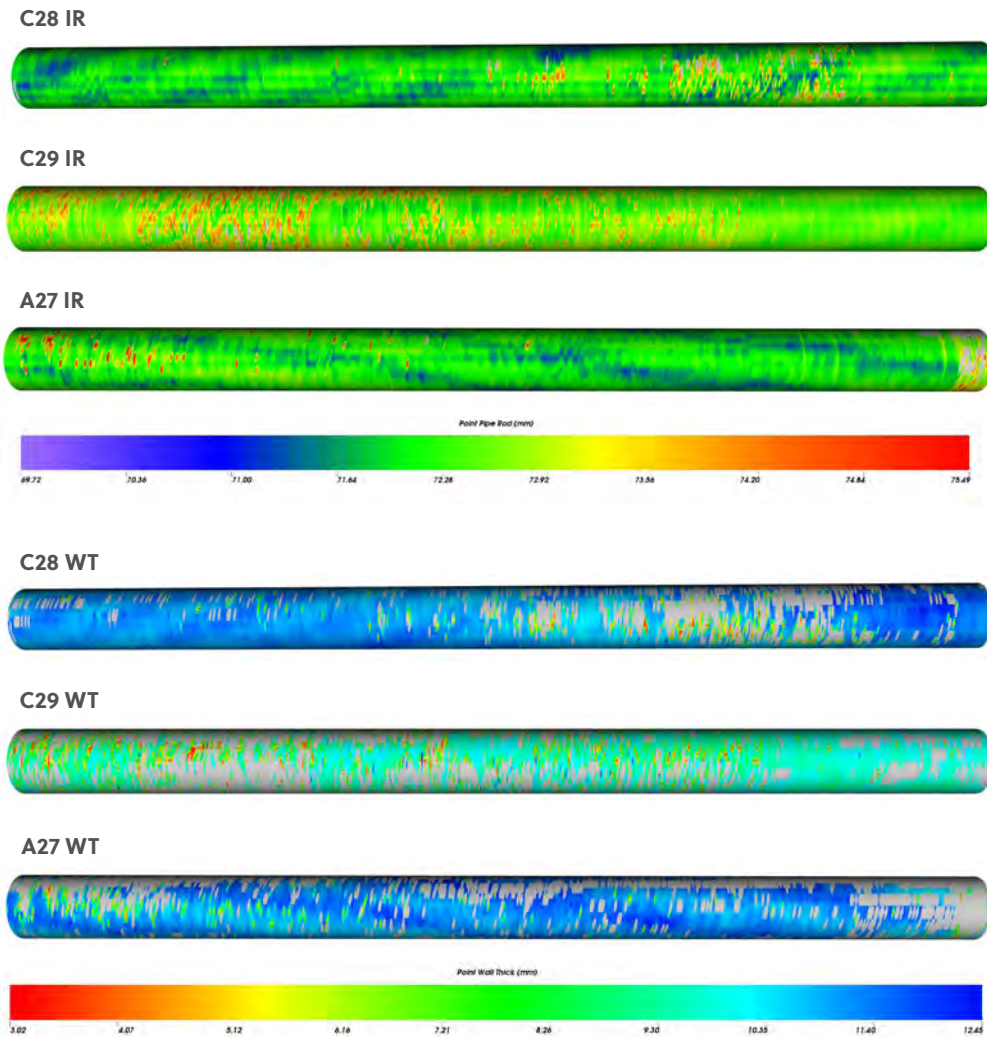 C28 IR
C29 IR
A27 IR
Point Pipe Rad (mm)
69.72 70.36 71.00 71.64 72.28 72.92 73.56 74.20 74.84 75.49
C28 WT
C29 WT
A27 WT
Point Wall Thick (mm)
3.02 4.07 5.12 6.16 7.21 8.26 9.30 10.35 11.40 12.45